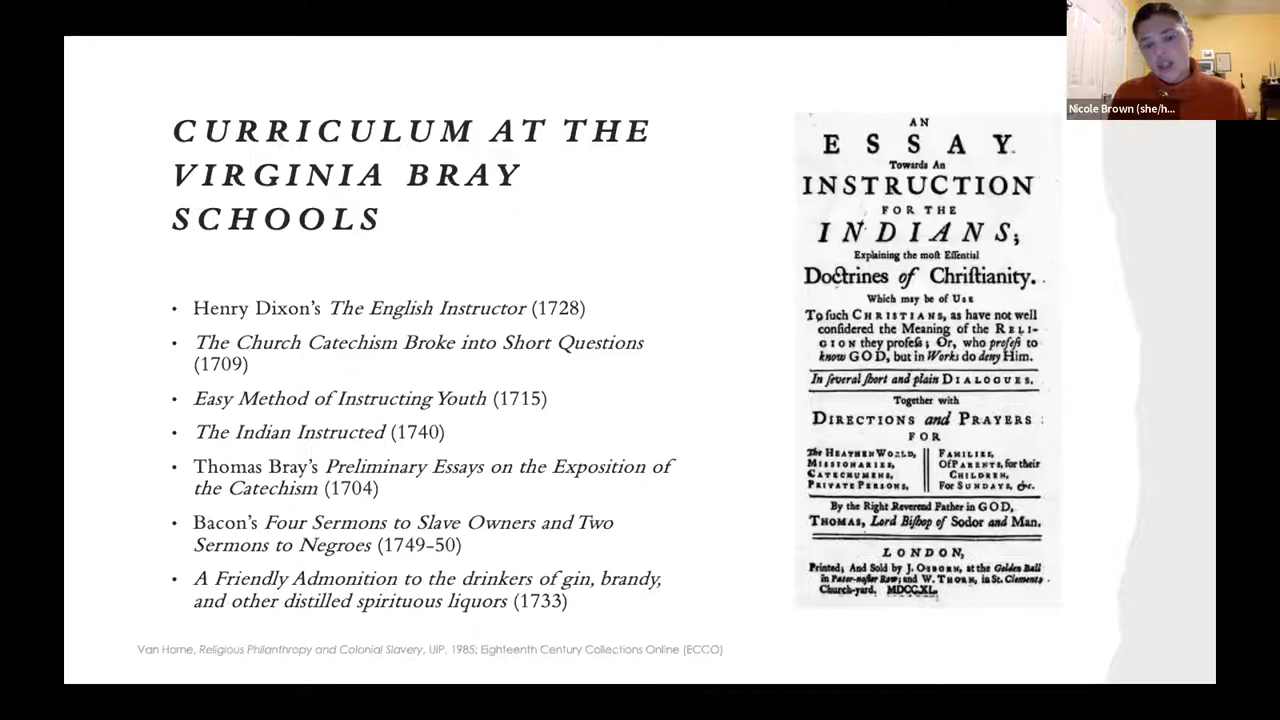 CURRICULUM AT THE
VIRGINIA BRAY
SCHOOLS
• Henry Dixon's The English Instructor (1728)
• The Church Catechism Broke into Short Questions
(1709)
• Easy Method of Instructing Youth (1715)
• The Indian Instructed (1740)
• Thomas Bray's Preliminary Essays on the Exposition of
the Catechism (1704)
• Bacon's Four Sermons to Slave Owners and Two
Sermons to Negroes (1749-50)
• A Friendly Admonition to the drinkers of gin, brandy,
and other distilled spirituous liquors (1733)
Van Horne, Religious Philanthropy and Colonial Slavery, UIP, 1985; Eighteenth Century Collections Online (ECCO)
AN
ESSAY
Towards An
INSTRUCTION
FOR THE
INDIANS;
Explaining the moſt Eſſential
Doctrines of Chriſtianity.
Which may be of USE
To ſuch CHRISTIANS, as have not well
conſidered the Meaning of the RELI-
GION they profeſs; Or, who profeſs to
know GOD, but in Works do deny Him.
In ſeveral ſhort and plain DIALOGUES.
Together with
DIRECTIONS and PRAYERS
FOR
The HEATHEN WORLD,
MISSIONARIES,
CATECHUMENS,
PRIVATE PERSONS,
FAMILIES,
Of PARENTS, for their
CHILDREN,
For SUNDAYS, &c.
By the Right Reverend Father in GOD,
THOMAS, Lord Biſhop of Sodor and Man.
LONDON,
Printed; And Sold by J. OSBORN, at the Golden Ball
in Pater-noſter Row; and W. THORN, in St. Clements
Church-yard. MDCCXL.
Nicole Brown (she/h...